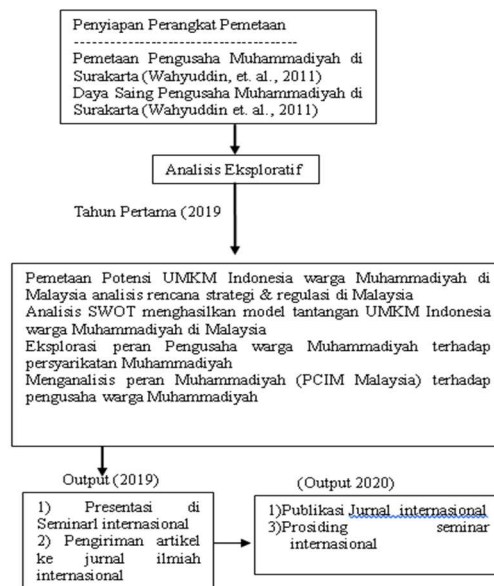 Penyiapan Perangkat Pemetaan
-------------------------------------
Pemetaan Pengusaha Muhammadiyah di
Surakarta (Wahyuddin, et. al., 2011)
Daya Saing Pengusaha Muhammadiyah di
Surakarta (Wahyuddin et. al., 2011)
Analisis Eksploratif
Tahun Pertama (2019
Pemetaan Potensi UMKM Indonesia warga Muhammadiyah di
Malaysia analisis rencana strategi & regulasi di Malaysia
Analisis SWOT menghasilkan model tantangan UMKM Indonesia
warga Muhammadiyah di Malaysia
Eksplorasi peran Pengusaha warga Muhammadiyah terhadap
persyarikatan Muhammadiyah
Menganalisis peran Muhammadiyah (PCIM Malaysia) terhadap
pengusaha warga Muhammadiyah
Output (2019)
1) Presentasi di
Seminarl internasional
2) Pengiriman artikel
ke jurnal ilmiah
internasional
(Output 2020)
1)Publikasi Jurnal internasional
3)Prosiding seminar
internasional